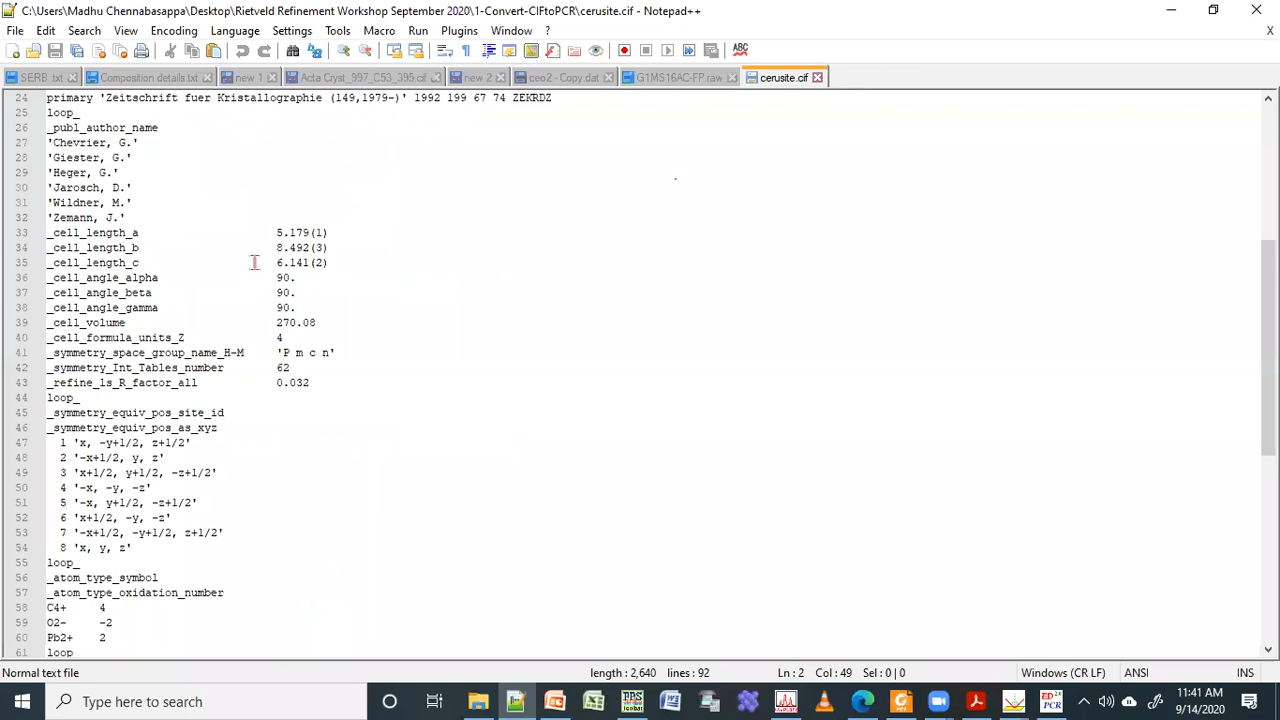 C:\Users\Madhu Chennabasappa\Desktop\Rietveld Refinement Workshop September 2020\1-Convert-CIFtoPCR\cerusite.cif - Notepad++
File Edit Search View Encoding Language Settings Tools Macro Run Plugins Window ? X
SERB .txt new 1 Composition details.txt Acta Cryst_997_C53_395.cif new 2 ceo2 - Copy.dat G1MS16AC-FP.raw cerusite.cif
24 primary 'Zeitschrift fuer Kristallographie (149,1979-)' 1992 199 67 74 ZEKRDZ
25 loop_
26 _publ_author_name
27 'Chevrier, G.'
28 'Giester, G.'
29 'Heger, G.'
30 'Jarosch, D.'
31 'Wildner, M.'
32 'Zemann, J.'
33 _cell_length_a 5.179(1)
34 _cell_length_b 8.492(3)
35 _cell_length_c 6.141(2)
36 _cell_angle_alpha 90.
37 _cell_angle_beta 90.
38 _cell_angle_gamma 90.
39 _cell_volume 270.08
40 _cell_formula_units_Z 4
41 _symmetry_space_group_name_H-M 'P m c n'
42 _symmetry_Int_Tables_number 62
43 _refine_ls_R_factor_all 0.032
44 loop_
45 _symmetry_equiv_pos_site_id
46 _symmetry_equiv_pos_as_xyz
47 1 'x, -y+1/2, z+1/2'
48 2 '-x+1/2, y, z'
49 3 'x+1/2, y+1/2, -z+1/2'
50 4 '-x, -y, -z'
51 5 '-x, y+1/2, -z+1/2'
52 6 'x+1/2, -y, -z'
53 7 '-x+1/2, -y+1/2, z+1/2'
54 8 'x, y, z'
55 loop_
56 _atom_type_symbol
57 _atom_type_oxidation_number
58 C4+ 4
59 O2- -2
60 Pb2+ 2
61 loop_
Normal text file length : 2,640 lines : 92 Ln : 2 Col : 49 Sel : 0 | 0 Windows (CR LF) ANSI INS
Type here to search 11:41 AM
9/14/2020